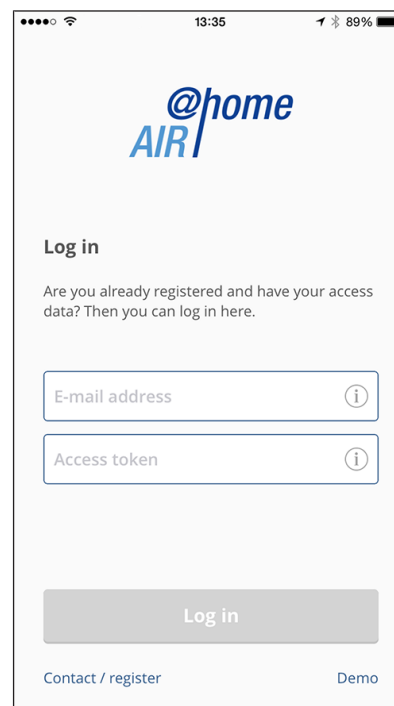 13:35
89%
@home
AIR
Log in
Are you already registered and have your access
data? Then you can log in here.
E-mail address
i
Access token
i
Log in
Contact / register
Demo